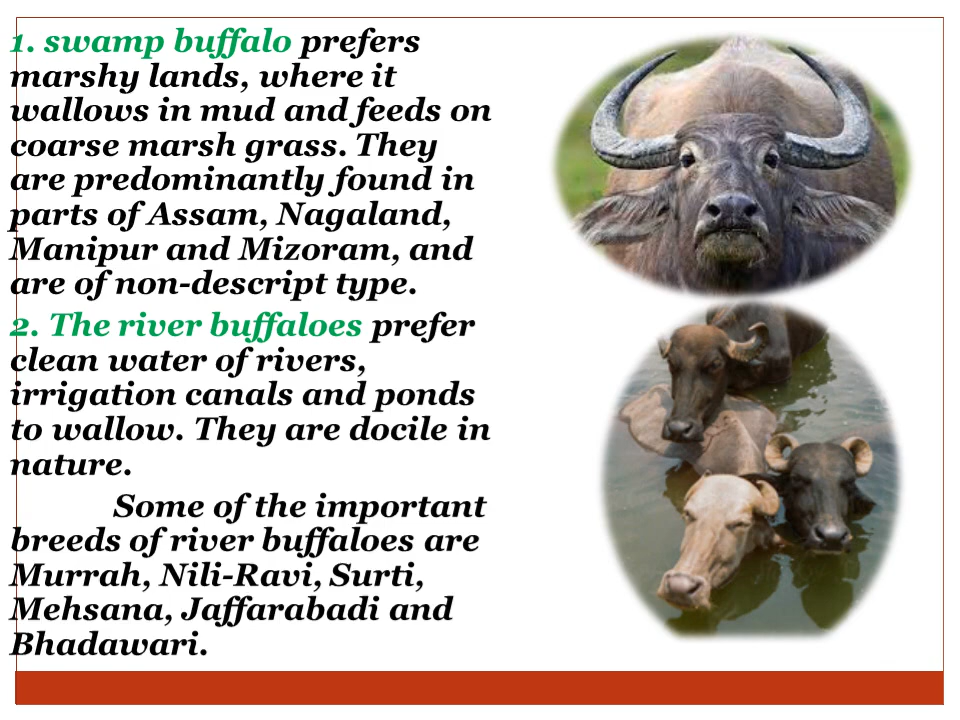 1. swamp buffalo prefers
marshy lands, where it
wallows in mud and feeds on
coarse marsh grass. They
are predominantly found in
parts of Assam, Nagaland,
Manipur and Mizoram, and
are of non-descript type.
2. The river buffaloes prefer
clean water of rivers,
irrigation canals and ponds
to wallow. They are docile in
nature.
Some of the important
breeds of river buffaloes are
Murrah, Nili-Ravi, Surti,
Mehsana, Jaffarabadi and
Bhadawari.